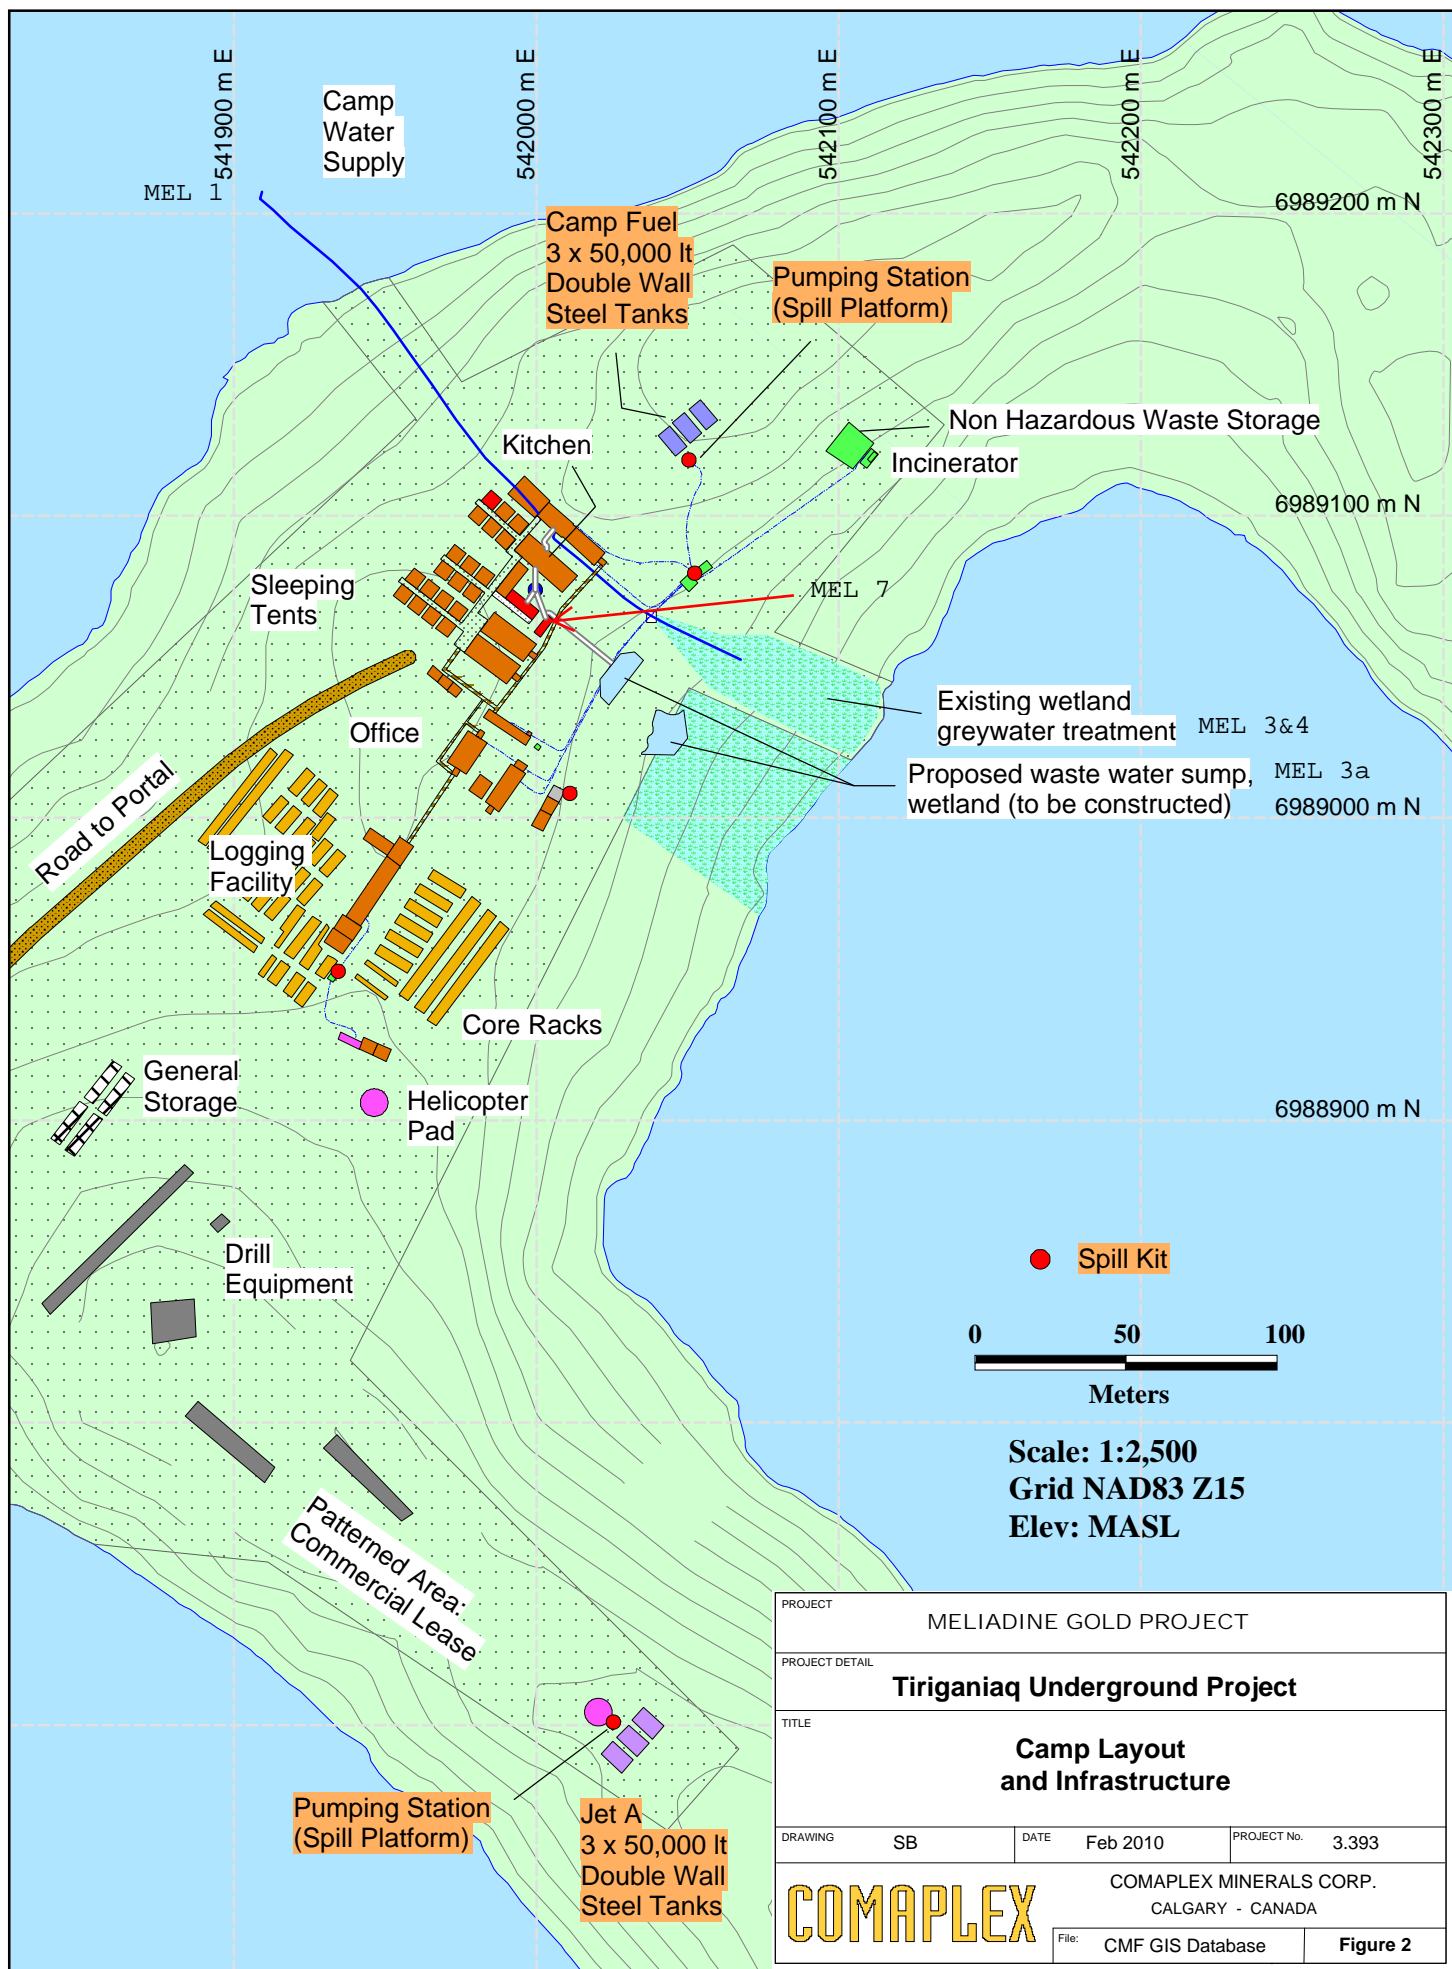 541900 m E
542000 m E
542100 m E
542200 m E
542300 m E
Camp
Water
Supply
MEL 1
6989200 m N
Camp Fuel
3 x 50,000 lt
Double Wall
Steel Tanks
Pumping Station
(Spill Platform)
Non Hazardous Waste Storage
Kitchen
Incinerator
6989100 m N
Sleeping
Tents
MEL 7
Existing wetland
greywater treatment
MEL 3&4
Office
Proposed waste water sump,
wetland (to be constructed)
MEL 3a
6989000 m N
Road to Portal
Logging
Facility
Core Racks
General
Storage
Helicopter
Pad
6988900 m N
Drill
Equipment
Spill Kit
0 50 100
Meters
Scale: 1:2,500
Grid NAD83 Z15
Elev: MASL
Patterned Area:
Commercial Lease
Pumping Station
(Spill Platform)
Jet A
3 x 50,000 lt
Double Wall
Steel Tanks
PROJECT
MELIADINE GOLD PROJECT
PROJECT DETAIL
Tiriganiaq Underground Project
TITLE
Camp Layout
and Infrastructure
DRAWING SB DATE Feb 2010 PROJECT No. 3.393
COMAPLEX
COMAPLEX MINERALS CORP.
CALGARY - CANADA
File: CMF GIS Database Figure 2